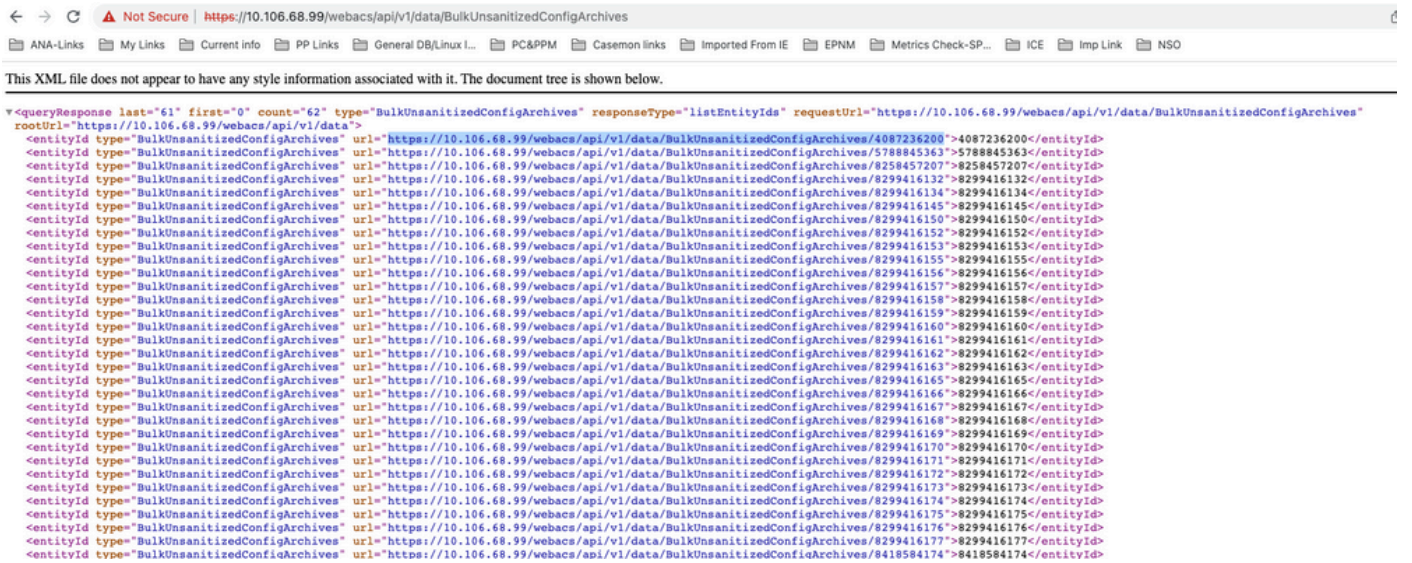 Not Secure https://10.106.68.99/webacs/api/v1/data/BulkUnsanitizedConfigArchives
ANA-Links My Links Current info PP Links General DB/Linux I... PC&PPM Casemon links Imported From IE EPNM Metrics Check-SP... ICE Imp Link NSO
This XML file does not appear to have any style information associated with it. The document tree is shown below.
▼<queryResponse last="61" first="0" count="62" type="BulkUnsanitizedConfigArchives" responseType="listEntityIds" requestUrl="https://10.106.68.99/webacs/api/v1/data/BulkUnsanitizedConfigArchives"
rootUrl="https://10.106.68.99/webacs/api/v1/data">
<entityId type="BulkUnsanitizedConfigArchives" url="https://10.106.68.99/webacs/api/v1/data/BulkUnsanitizedConfigArchives/4087236200">4087236200</entityId>
<entityId type="BulkUnsanitizedConfigArchives" url="https://10.106.68.99/webacs/api/v1/data/BulkUnsanitizedConfigArchives/5788845363">5788845363</entityId>
<entityId type="BulkUnsanitizedConfigArchives" url="https://10.106.68.99/webacs/api/v1/data/BulkUnsanitizedConfigArchives/8258457207">8258457207</entityId>
<entityId type="BulkUnsanitizedConfigArchives" url="https://10.106.68.99/webacs/api/v1/data/BulkUnsanitizedConfigArchives/8299416132">8299416132</entityId>
<entityId type="BulkUnsanitizedConfigArchives" url="https://10.106.68.99/webacs/api/v1/data/BulkUnsanitizedConfigArchives/8299416134">8299416134</entityId>
<entityId type="BulkUnsanitizedConfigArchives" url="https://10.106.68.99/webacs/api/v1/data/BulkUnsanitizedConfigArchives/8299416145">8299416145</entityId>
<entityId type="BulkUnsanitizedConfigArchives" url="https://10.106.68.99/webacs/api/v1/data/BulkUnsanitizedConfigArchives/8299416150">8299416150</entityId>
<entityId type="BulkUnsanitizedConfigArchives" url="https://10.106.68.99/webacs/api/v1/data/BulkUnsanitizedConfigArchives/8299416152">8299416152</entityId>
<entityId type="BulkUnsanitizedConfigArchives" url="https://10.106.68.99/webacs/api/v1/data/BulkUnsanitizedConfigArchives/8299416153">8299416153</entityId>
<entityId type="BulkUnsanitizedConfigArchives" url="https://10.106.68.99/webacs/api/v1/data/BulkUnsanitizedConfigArchives/8299416155">8299416155</entityId>
<entityId type="BulkUnsanitizedConfigArchives" url="https://10.106.68.99/webacs/api/v1/data/BulkUnsanitizedConfigArchives/8299416156">8299416156</entityId>
<entityId type="BulkUnsanitizedConfigArchives" url="https://10.106.68.99/webacs/api/v1/data/BulkUnsanitizedConfigArchives/8299416157">8299416157</entityId>
<entityId type="BulkUnsanitizedConfigArchives" url="https://10.106.68.99/webacs/api/v1/data/BulkUnsanitizedConfigArchives/8299416158">8299416158</entityId>
<entityId type="BulkUnsanitizedConfigArchives" url="https://10.106.68.99/webacs/api/v1/data/BulkUnsanitizedConfigArchives/8299416159">8299416159</entityId>
<entityId type="BulkUnsanitizedConfigArchives" url="https://10.106.68.99/webacs/api/v1/data/BulkUnsanitizedConfigArchives/8299416160">8299416160</entityId>
<entityId type="BulkUnsanitizedConfigArchives" url="https://10.106.68.99/webacs/api/v1/data/BulkUnsanitizedConfigArchives/8299416161">8299416161</entityId>
<entityId type="BulkUnsanitizedConfigArchives" url="https://10.106.68.99/webacs/api/v1/data/BulkUnsanitizedConfigArchives/8299416162">8299416162</entityId>
<entityId type="BulkUnsanitizedConfigArchives" url="https://10.106.68.99/webacs/api/v1/data/BulkUnsanitizedConfigArchives/8299416163">8299416163</entityId>
<entityId type="BulkUnsanitizedConfigArchives" url="https://10.106.68.99/webacs/api/v1/data/BulkUnsanitizedConfigArchives/8299416165">8299416165</entityId>
<entityId type="BulkUnsanitizedConfigArchives" url="https://10.106.68.99/webacs/api/v1/data/BulkUnsanitizedConfigArchives/8299416166">8299416166</entityId>
<entityId type="BulkUnsanitizedConfigArchives" url="https://10.106.68.99/webacs/api/v1/data/BulkUnsanitizedConfigArchives/8299416167">8299416167</entityId>
<entityId type="BulkUnsanitizedConfigArchives" url="https://10.106.68.99/webacs/api/v1/data/BulkUnsanitizedConfigArchives/8299416168">8299416168</entityId>
<entityId type="BulkUnsanitizedConfigArchives" url="https://10.106.68.99/webacs/api/v1/data/BulkUnsanitizedConfigArchives/8299416169">8299416169</entityId>
<entityId type="BulkUnsanitizedConfigArchives" url="https://10.106.68.99/webacs/api/v1/data/BulkUnsanitizedConfigArchives/8299416170">8299416170</entityId>
<entityId type="BulkUnsanitizedConfigArchives" url="https://10.106.68.99/webacs/api/v1/data/BulkUnsanitizedConfigArchives/8299416171">8299416171</entityId>
<entityId type="BulkUnsanitizedConfigArchives" url="https://10.106.68.99/webacs/api/v1/data/BulkUnsanitizedConfigArchives/8299416172">8299416172</entityId>
<entityId type="BulkUnsanitizedConfigArchives" url="https://10.106.68.99/webacs/api/v1/data/BulkUnsanitizedConfigArchives/8299416173">8299416173</entityId>
<entityId type="BulkUnsanitizedConfigArchives" url="https://10.106.68.99/webacs/api/v1/data/BulkUnsanitizedConfigArchives/8299416174">8299416174</entityId>
<entityId type="BulkUnsanitizedConfigArchives" url="https://10.106.68.99/webacs/api/v1/data/BulkUnsanitizedConfigArchives/8299416175">8299416175</entityId>
<entityId type="BulkUnsanitizedConfigArchives" url="https://10.106.68.99/webacs/api/v1/data/BulkUnsanitizedConfigArchives/8299416176">8299416176</entityId>
<entityId type="BulkUnsanitizedConfigArchives" url="https://10.106.68.99/webacs/api/v1/data/BulkUnsanitizedConfigArchives/8299416177">8299416177</entityId>
<entityId type="BulkUnsanitizedConfigArchives" url="https://10.106.68.99/webacs/api/v1/data/BulkUnsanitizedConfigArchives/8418584174">8418584174</entityId>